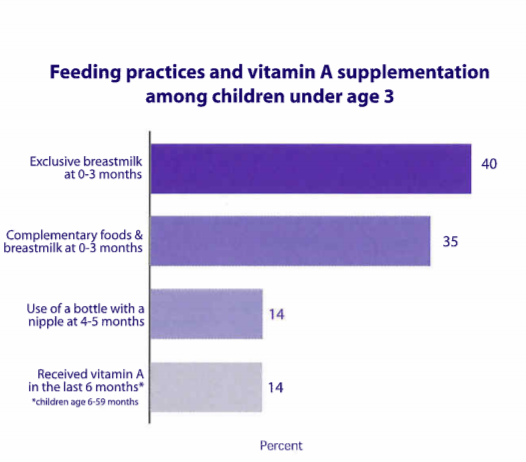 Feeding practices and vitamin A supplementation
among children under age 3
Exclusive breastmilk
at 0-3 months
40
Complementary foods &
breastmilk at 0-3 months
35
Use of a bottle with a
nipple at 4-5 months
14
Received vitamin A
in the last 6 months*
*children age 6-59 months
14
Percent